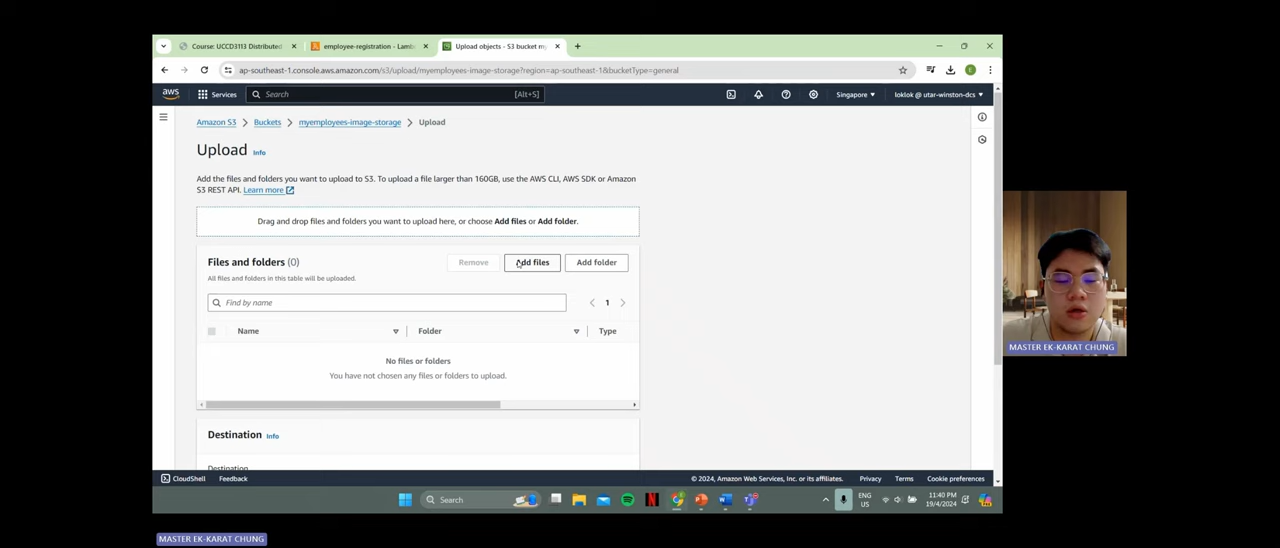 Course: UCCD3113 Distributed
employee-registration - Lamb
Upload objects - S3 bucket my
ap-southeast-1.console.aws.amazon.com/s3/upload/myemployees-image-storage?region=ap-southeast-1&bucketType=general
aws
Services
Search
[Alt+S]
Singapore
loklok @ utar-winston-dcs
Amazon S3
Buckets
myemployees-image-storage
Upload
Upload
Info
Add the files and folders you want to upload to S3. To upload a file larger than 160GB, use the AWS CLI, AWS SDK or Amazon
S3 REST API. Learn more
Drag and drop files and folders you want to upload here, or choose Add files or Add folder.
Files and folders (0)
Remove
Add files
Add folder
All files and folders in this table will be uploaded.
Find by name
1
Name
Folder
Type
No files or folders
You have not chosen any files or folders to upload.
Destination
Info
Destination
MASTER EK-KARAT CHUNG
CloudShell
Feedback
© 2024, Amazon Web Services, Inc. or its affiliates.
Privacy
Terms
Cookie preferences
Search
ENG
US
11:40 PM
19/4/2024
MASTER EK-KARAT CHUNG